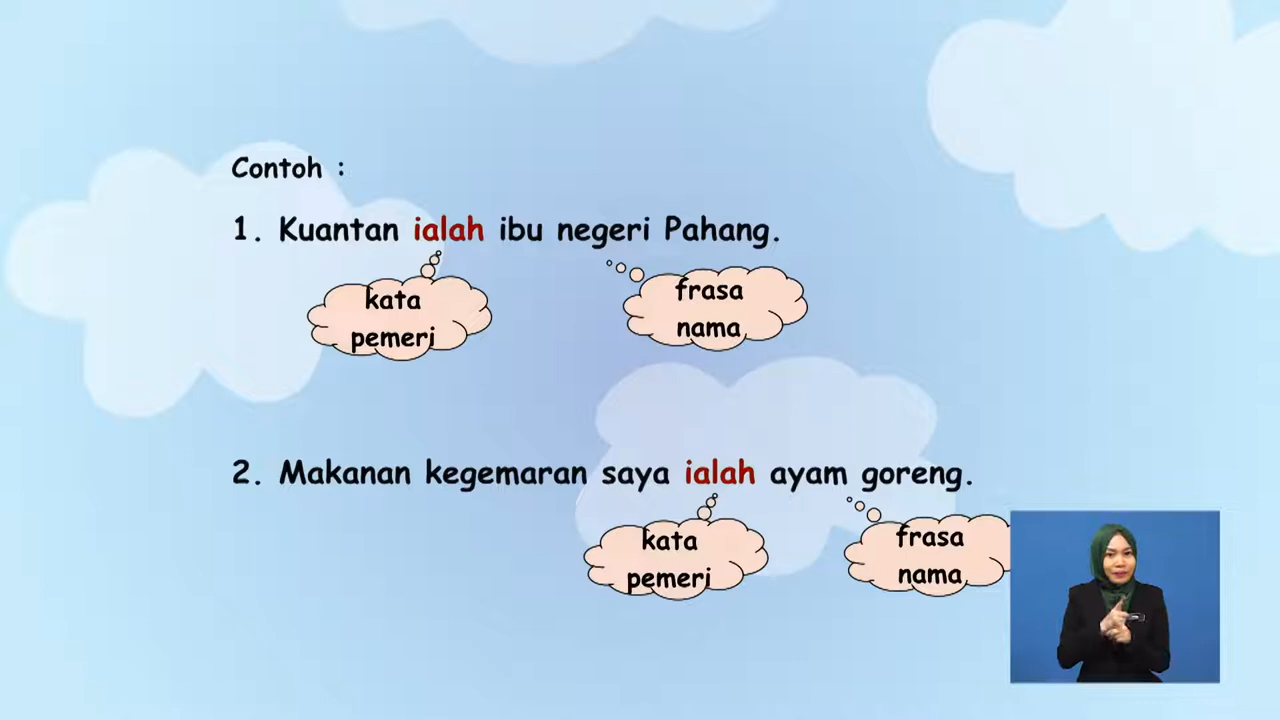 Contoh :
1. Kuantan ialah ibu negeri Pahang.
kata
pemeri
frasa
nama
2. Makanan kegemaran saya ialah ayam goreng.
kata
pemeri
frasa
nama